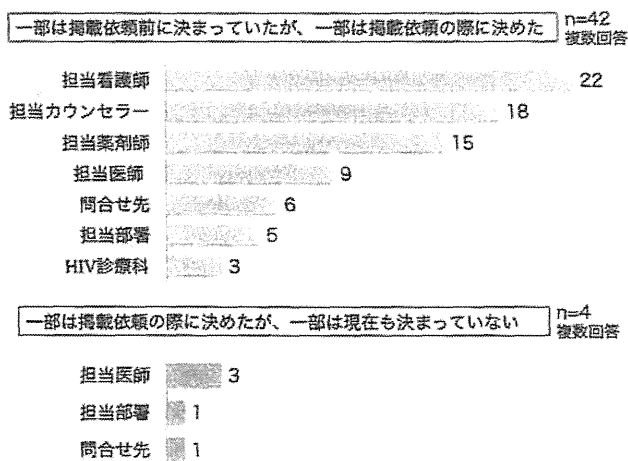 一部は掲載依頼前に決まっていたが、一部は掲載依頼の際に決めた n=42
複数回答
担当看護師 22
担当カウンセラー 18
担当薬剤師 15
担当医師 9
問合せ先 6
担当部署 5
HIV診療科 3
一部は掲載依頼の際に決めたが、一部は現在も決まっていない n=4
複数回答
担当医師 3
担当部署 1
問合せ先 1